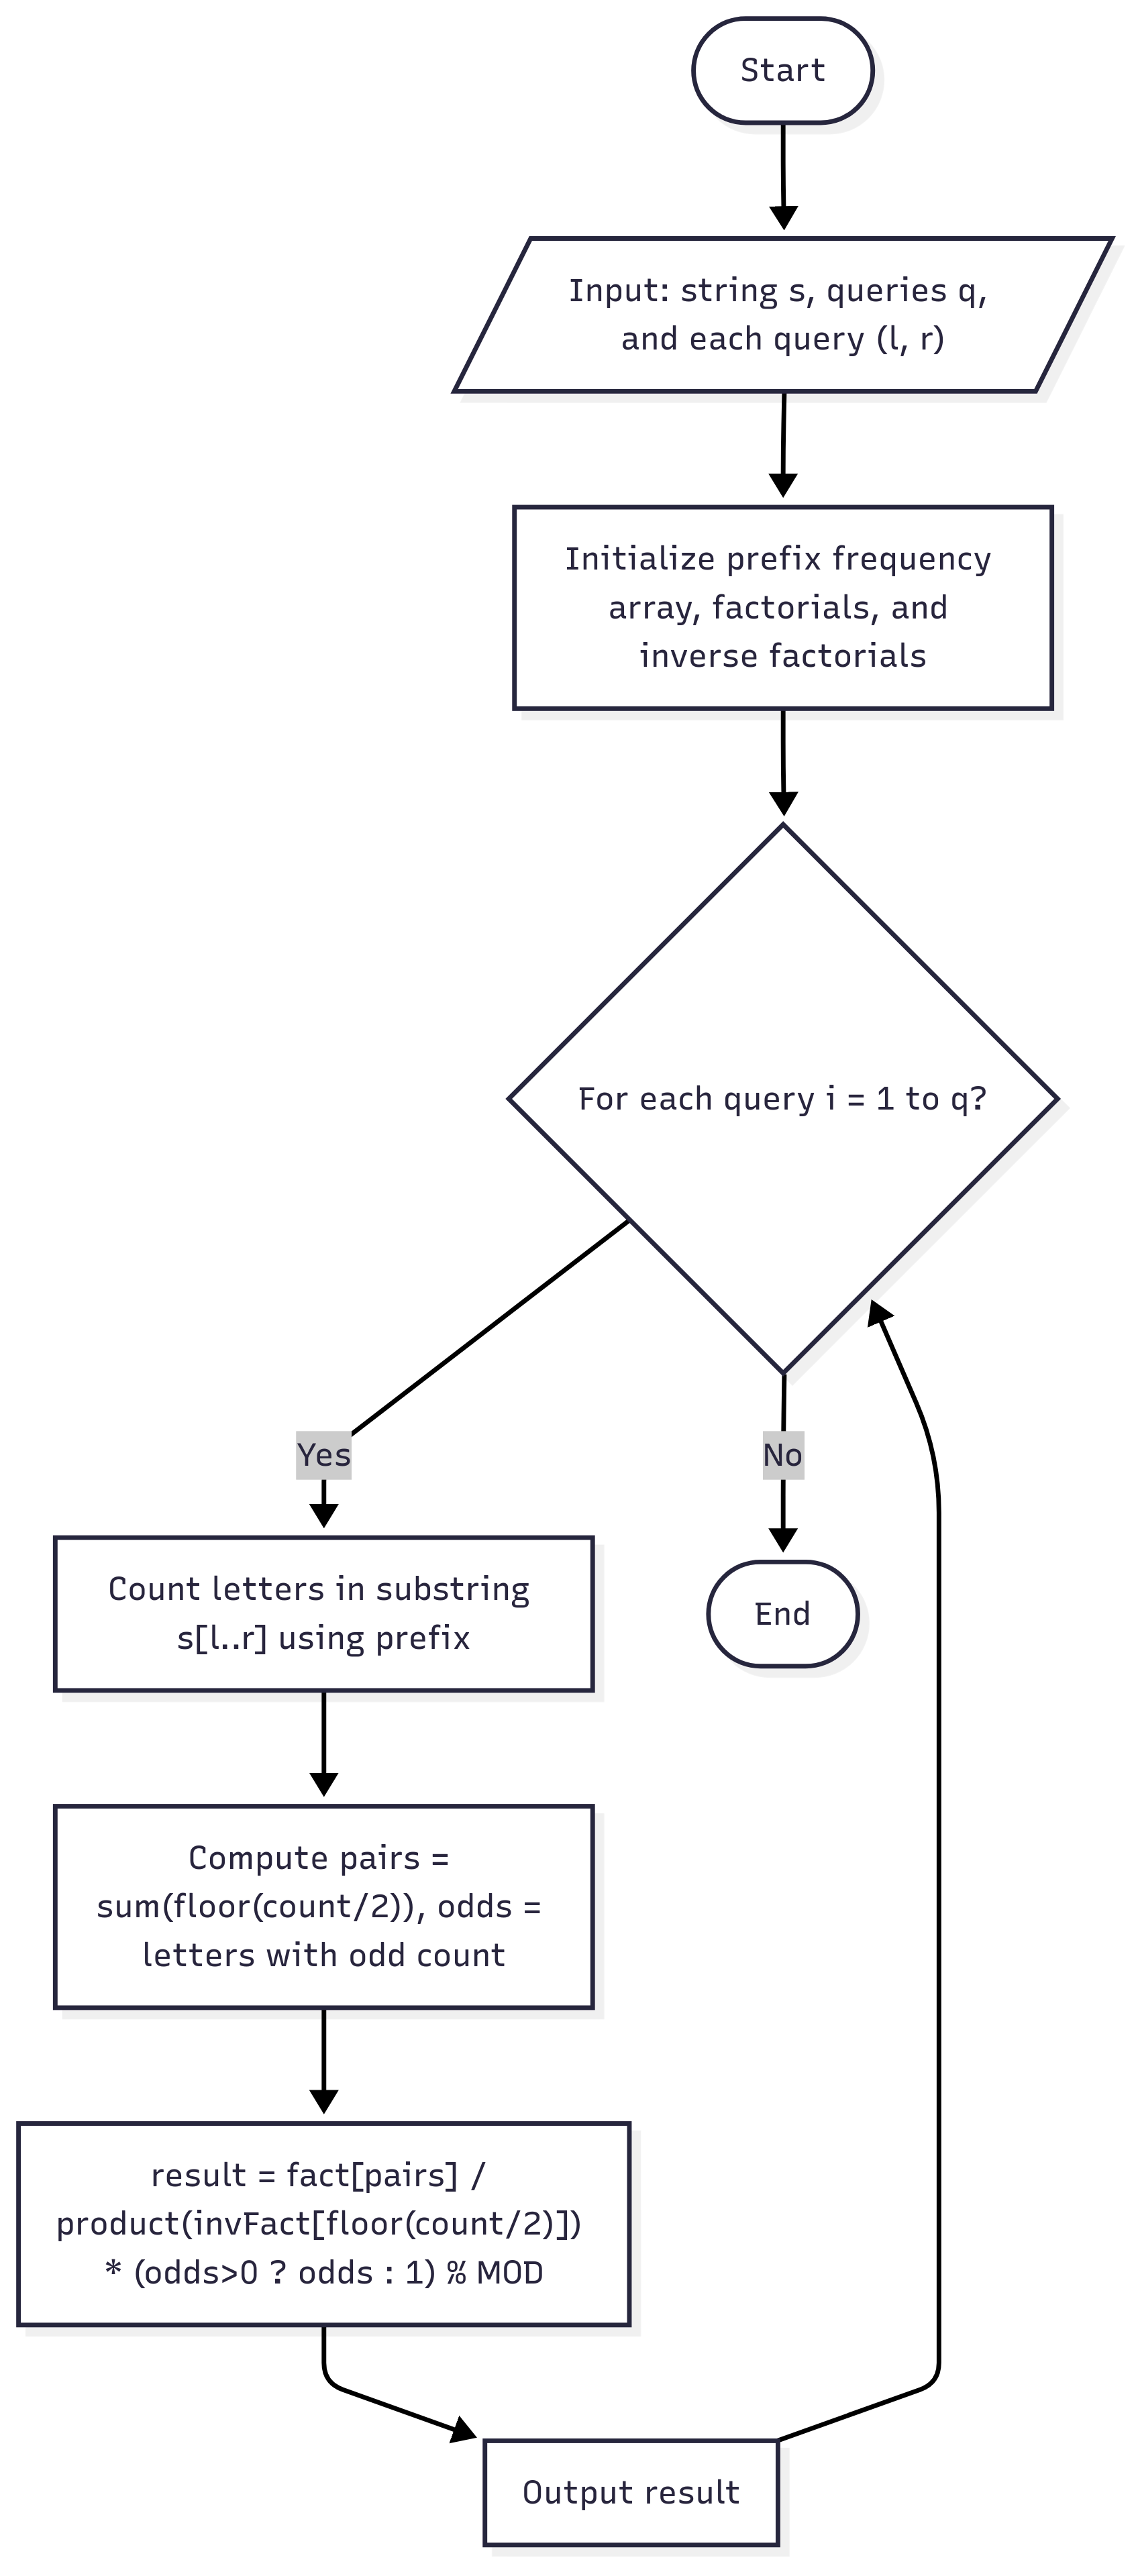 Start
Input: string s, queries q,
and each query (l, r)
Initialize prefix frequency
array, factorials, and
inverse factorials
For each query i = 1 to q?
Yes
No
Count letters in substring
s[l..r] using prefix
End
Compute pairs =
sum(floor(count/2)), odds =
letters with odd count
result = fact[pairs] /
product(invFact[floor(count/2)])
* (odds>0 ? odds : 1) % MOD
Output result